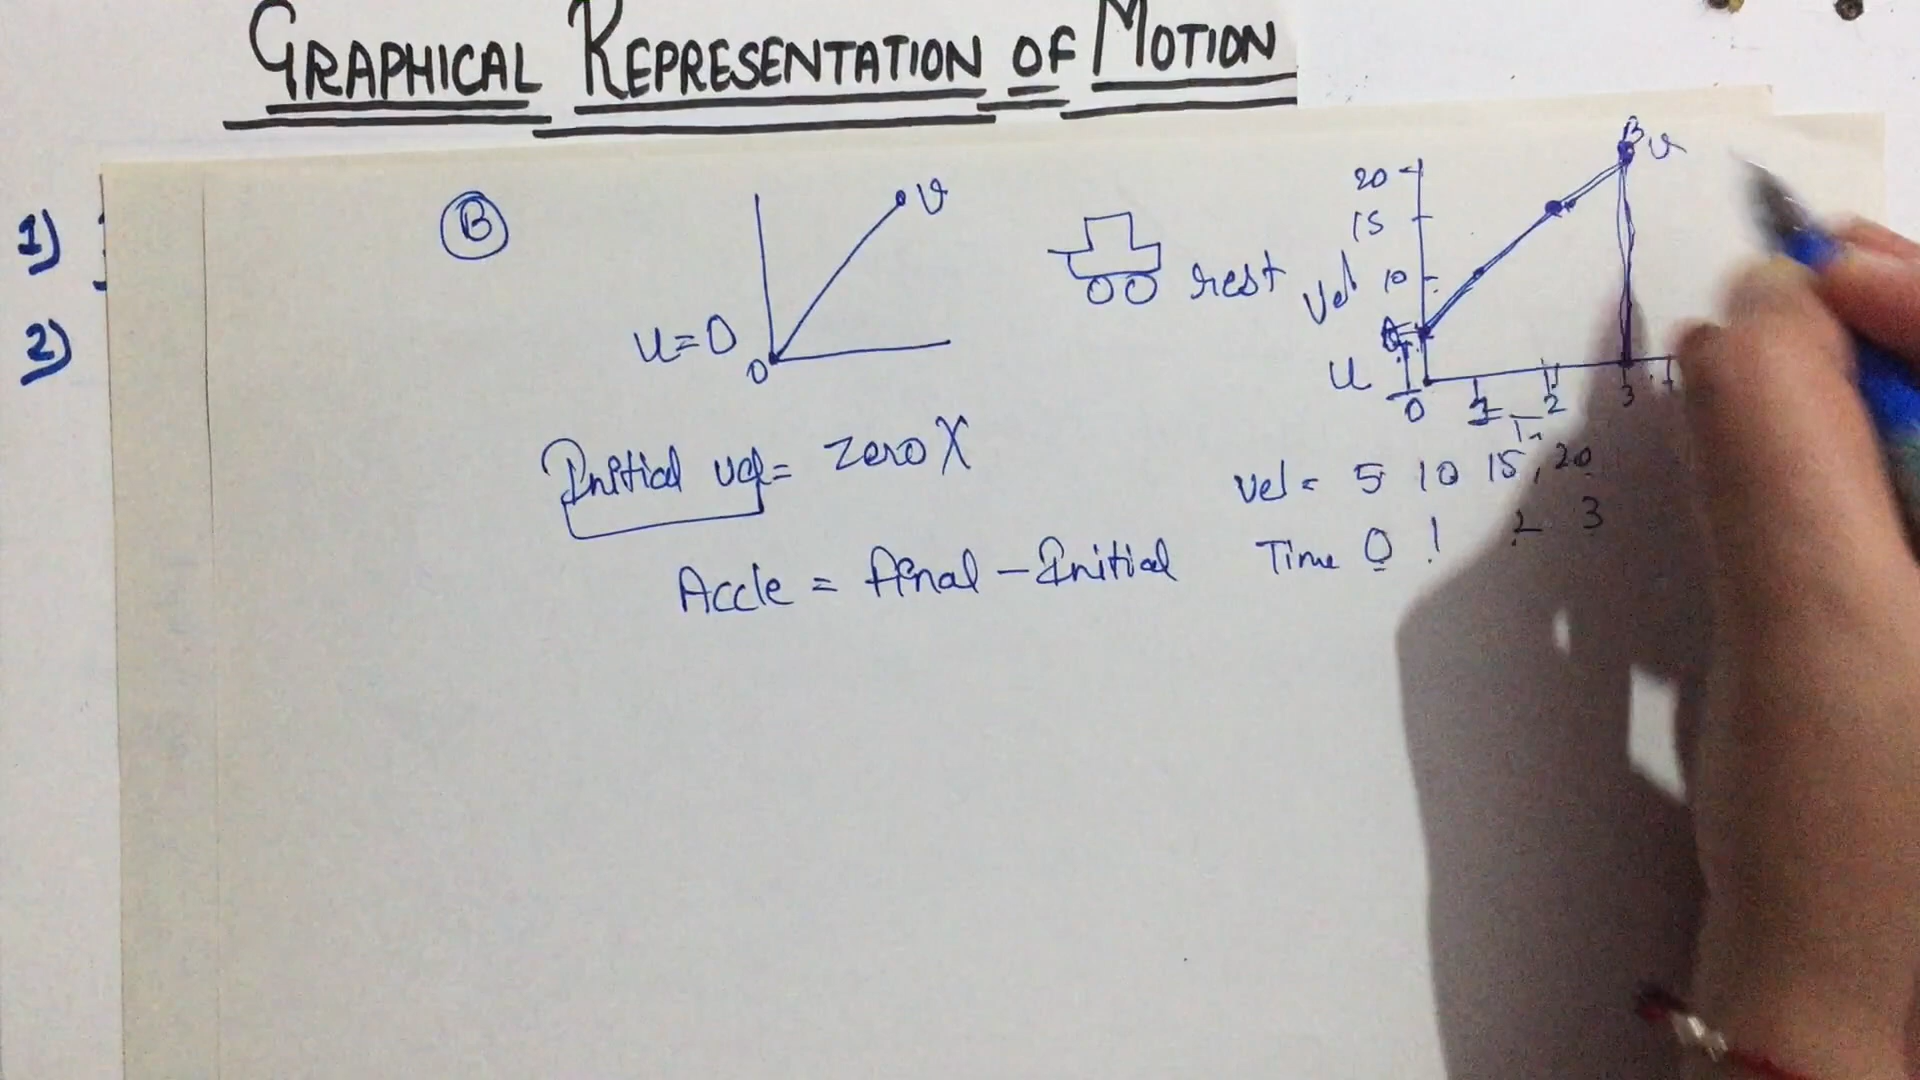 GRAPHICAL REPRESENTATION OF MOTION
1)
2)
B
v
u=0
0
rest
Vel
20
15
10
u
B
v
0 1 2 3
Initial vel = zero X
Vel = 5 10 15, 20
Time 0 1 2 3
Accle = final - Initial